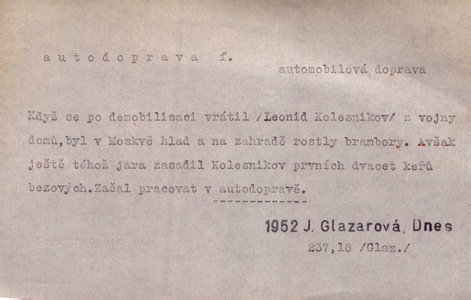 autodoprava f.
automobilová doprava
Když se po demobilisaci vrátil /Leonid Kolesnikov/ z vojny
domů,byl v Moskvě hlad a na zahradě rostly brambory. Avšak
ještě téhož jara zasadil Kolesnikov prvních dvacet keřů
bezových.Začal pracovat v autodopravě.
1952 J. Glazarová, Dnes
237,18 /Glaz./